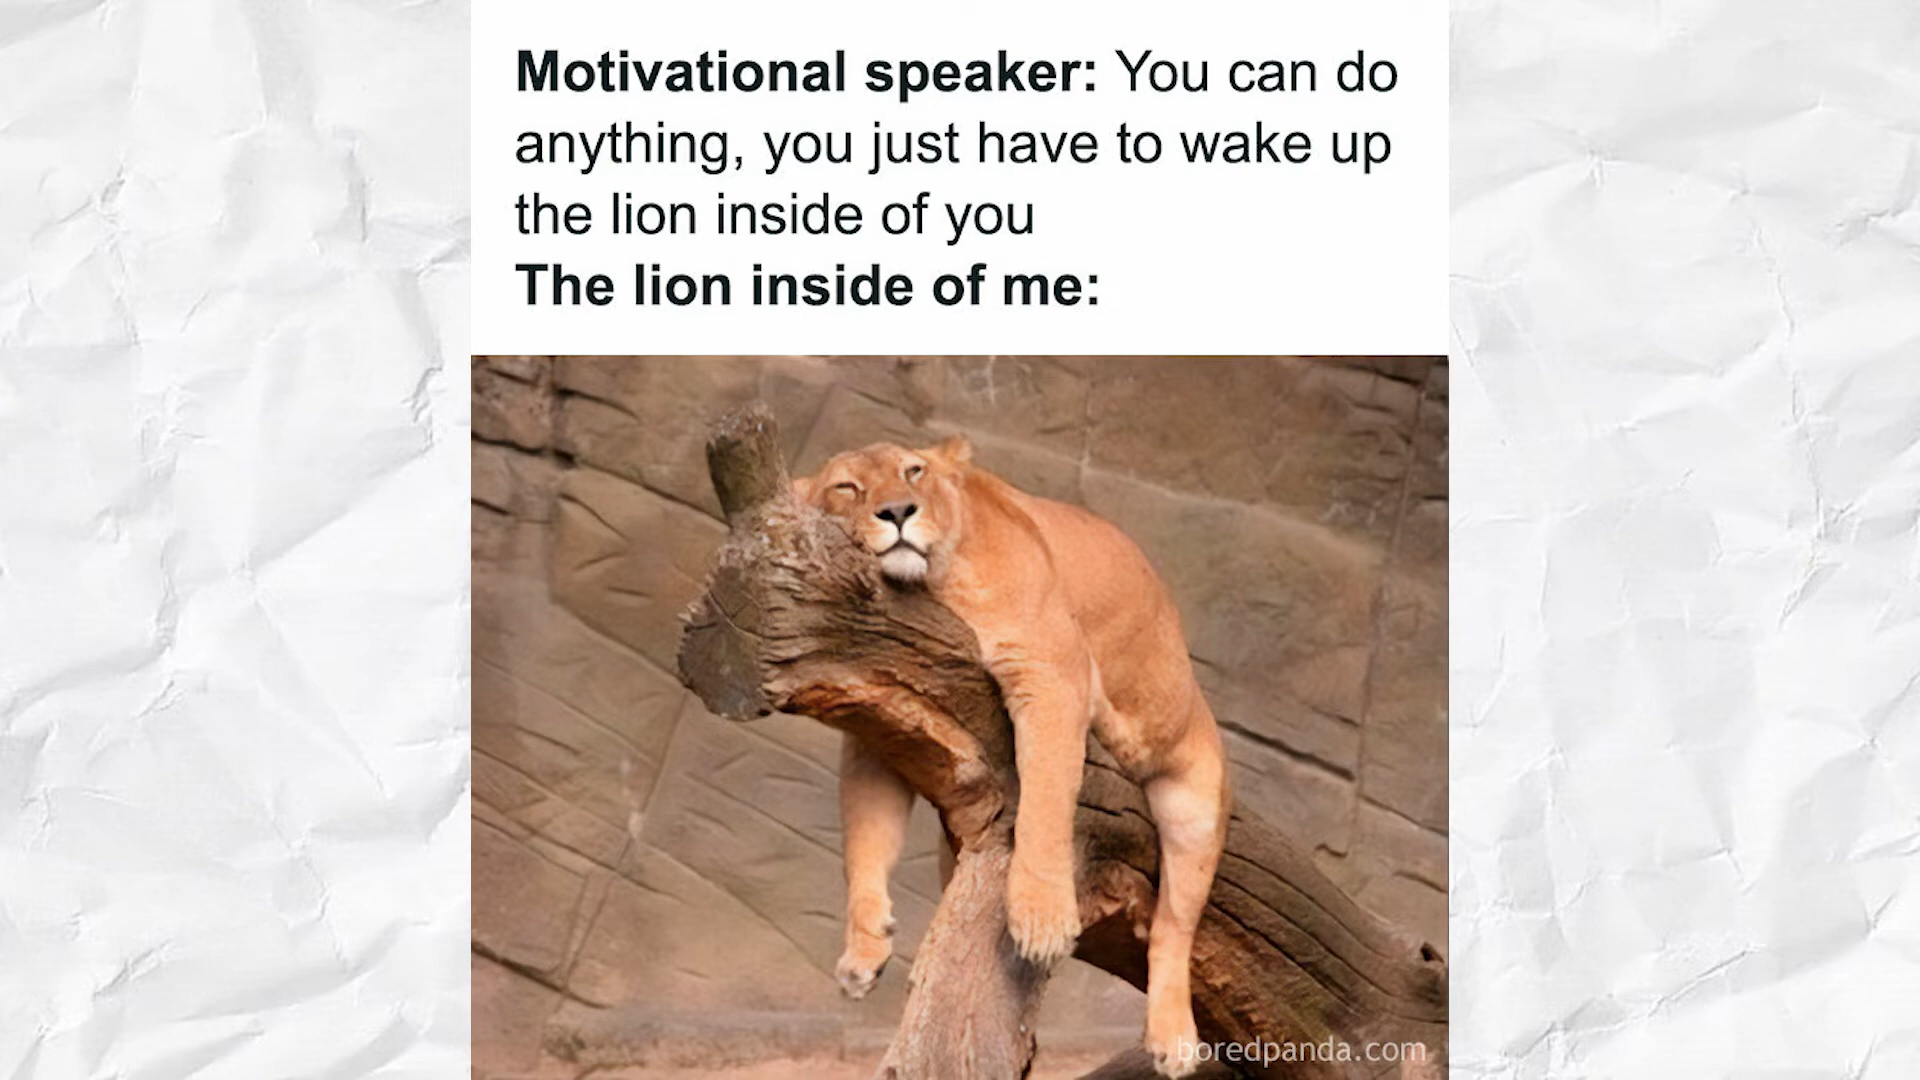 Motivational speaker: You can do
anything, you just have to wake up
the lion inside of you
The lion inside of me:
boredpanda.com